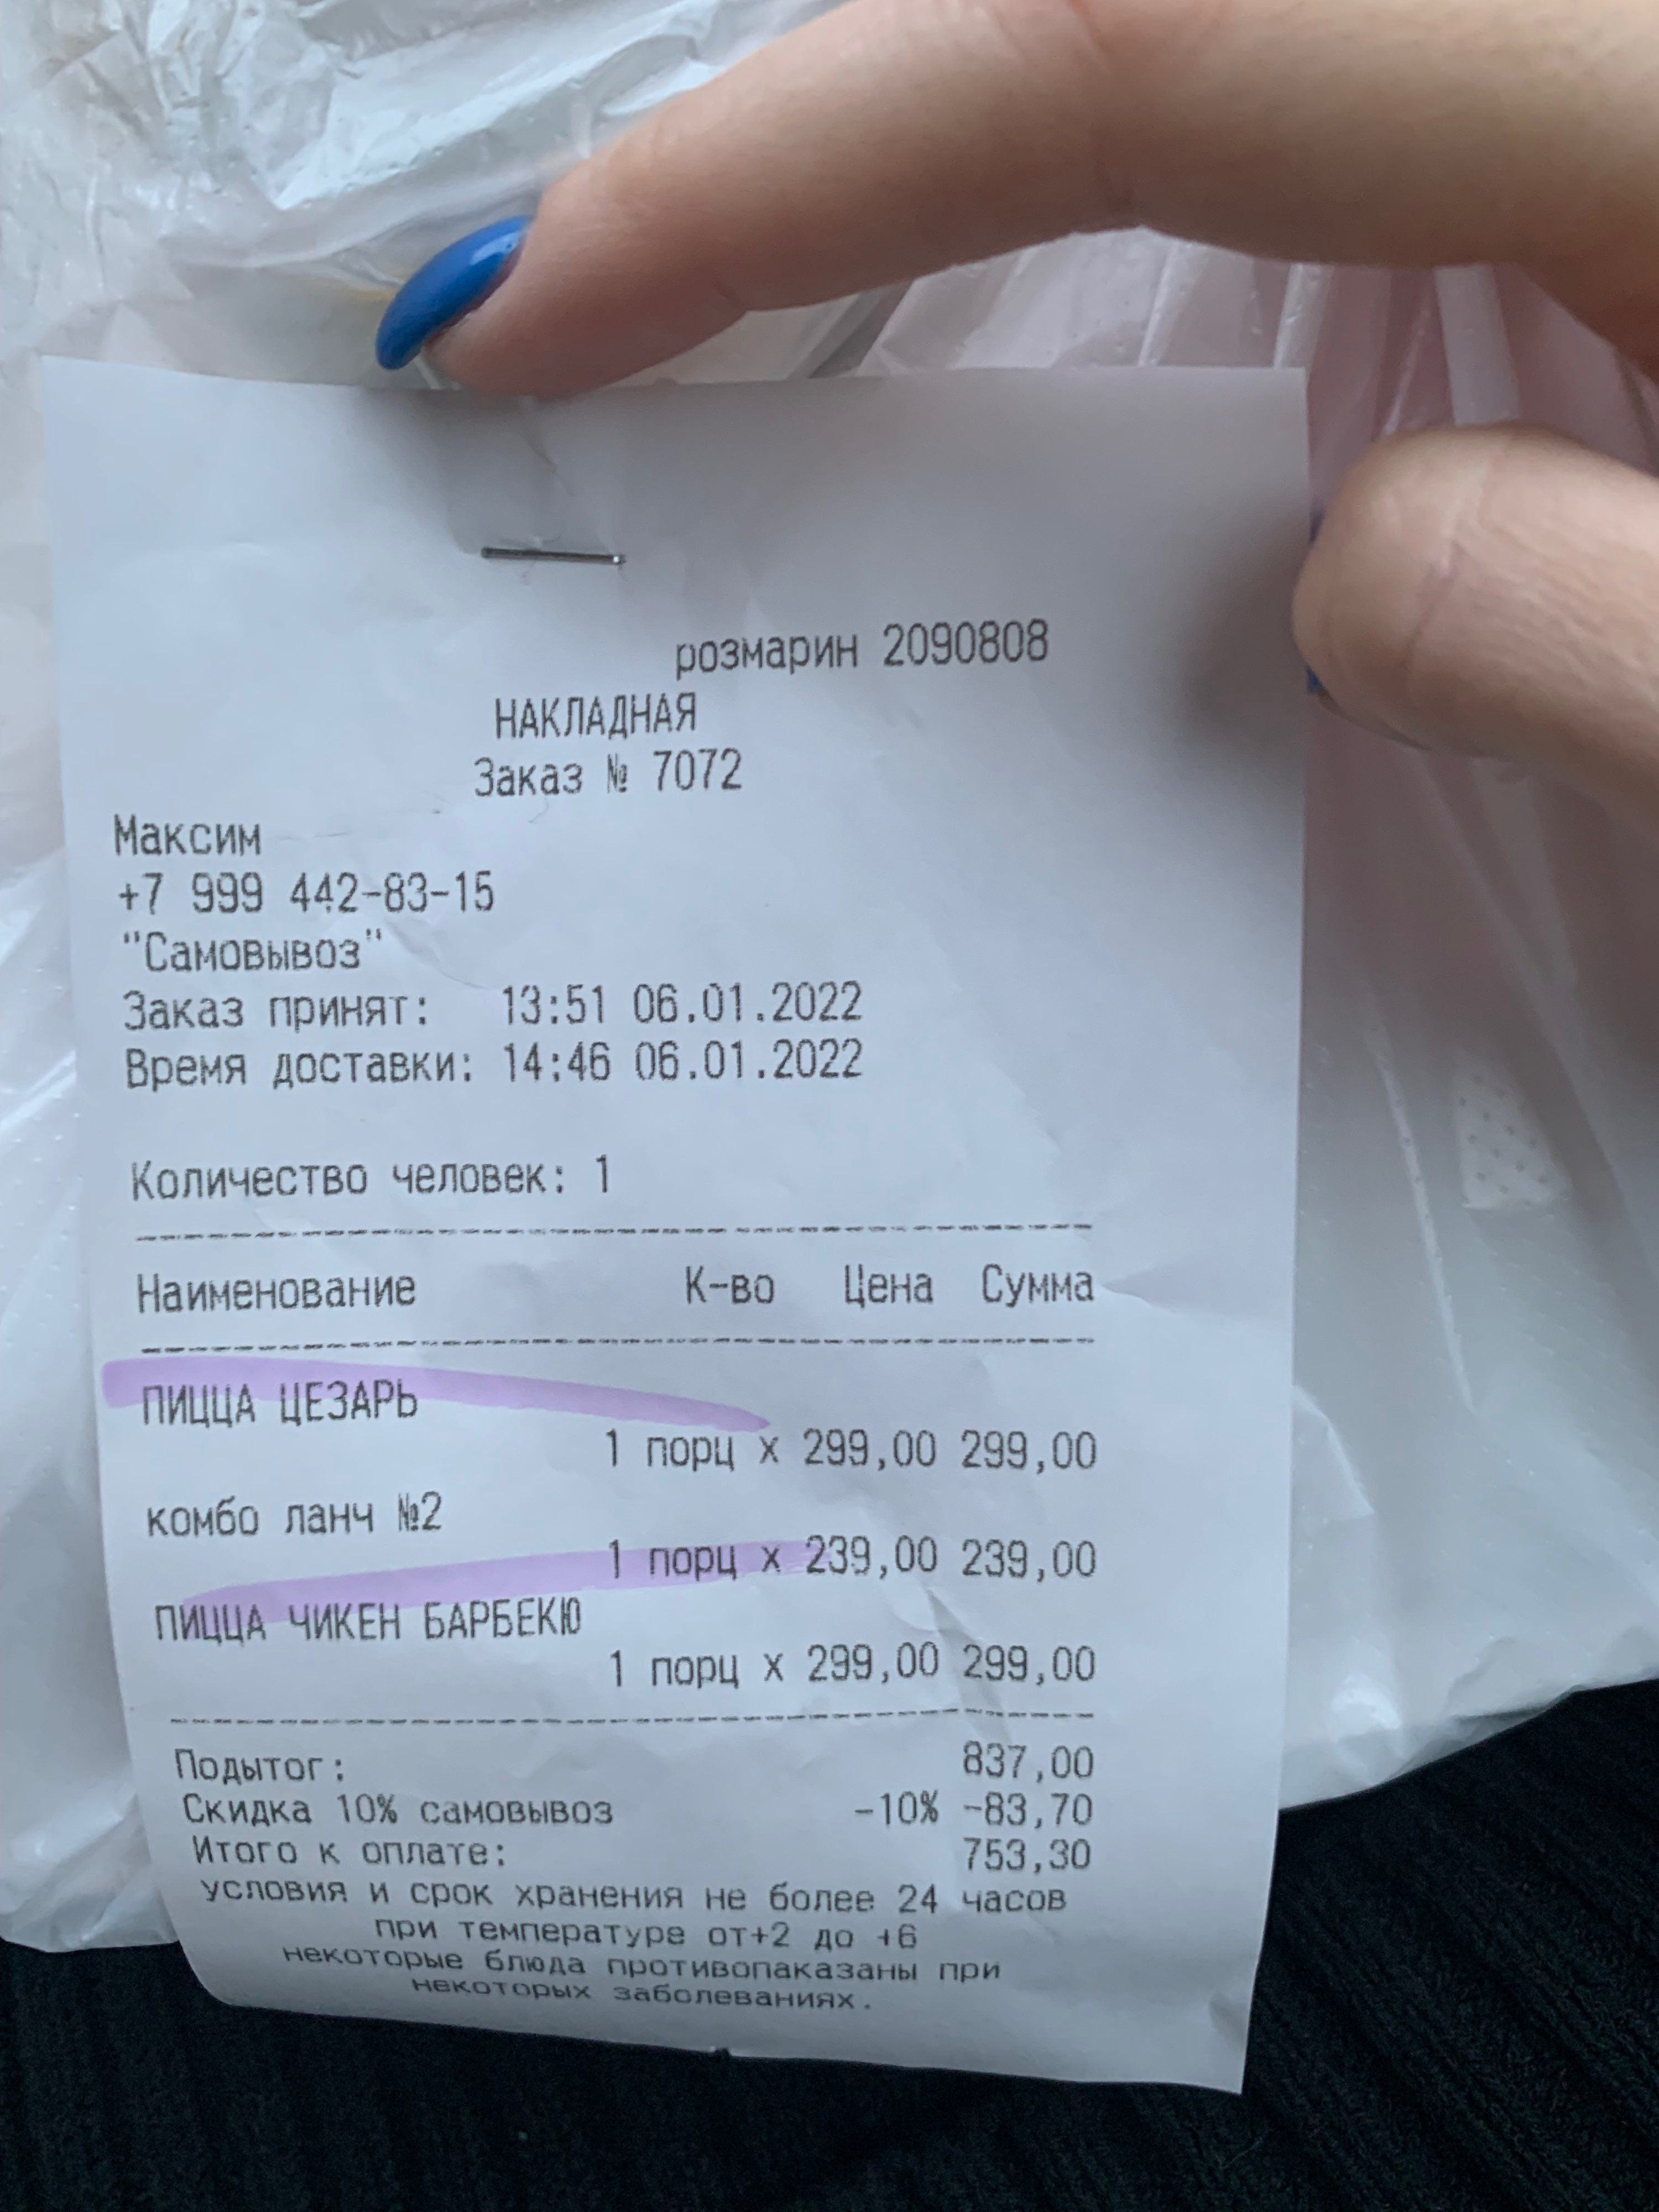 розмарин 2090808
НАКЛАДНАЯ
Заказ № 7072
Максим
+7 999 442-83-15
"Самовывоз"
Заказ принят: 13:51 06.01.2022
Время доставки: 14:46 06.01.2022
Количество человек: 1
Наименование К-во Цена Сумма
ПИЦЦА ЦЕЗАРЬ
1 порц x 299,00 299,00
комбо ланч №2
1 порц x 239,00 239,00
ПИЦЦА ЧИКЕН БАРБЕКЮ
1 порц x 299,00 299,00
Подытог: 837,00
Скидка 10% самовывоз -10% -83,70
Итого к оплате: 753,30
условия и срок хранения не более 24 часов
при температуре от+2 до +6
некоторые блюда противопаказаны при
некоторых заболеваниях.